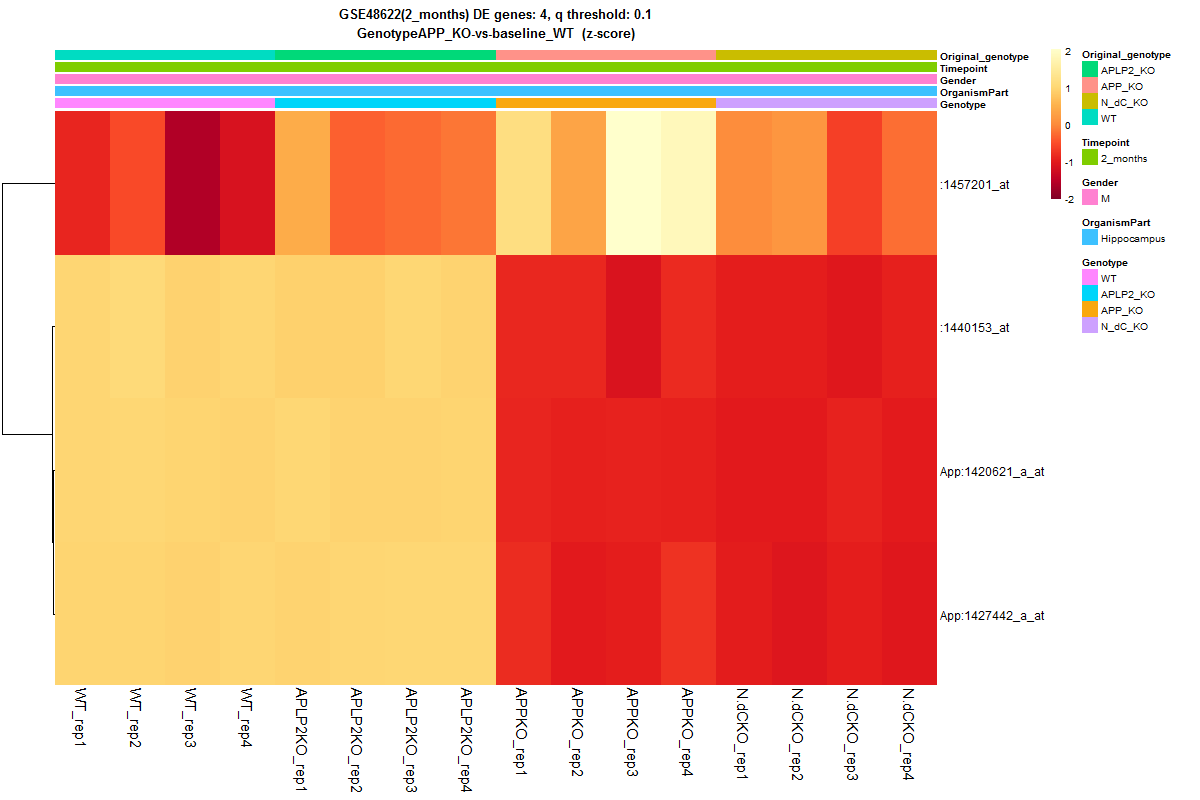 GSE48622(2_months) DE genes: 4, q threshold: 0.1
GenotypeAPP_KO-vs-baseline_WT (z-score)
Original_genotype
Timepoint
Gender
OrganismPart
Genotype
:1457201_at
:1440153_at
App:1420621_a_at
App:1427442_a_at
WT_rep1
WT_rep2
WT_rep3
WT_rep4
APLP2KO_rep1
APLP2KO_rep2
APLP2KO_rep3
APLP2KO_rep4
APPKO_rep1
APPKO_rep2
APPKO_rep3
APPKO_rep4
N.dCKO_rep1
N.dCKO_rep2
N.dCKO_rep3
N.dCKO_rep4
2
1
0
-1
-2
Original_genotype
APLP2_KO
APP_KO
N_dC_KO
WT
Timepoint
2_months
Gender
M
OrganismPart
Hippocampus
Genotype
WT
APLP2_KO
APP_KO
N_dC_KO